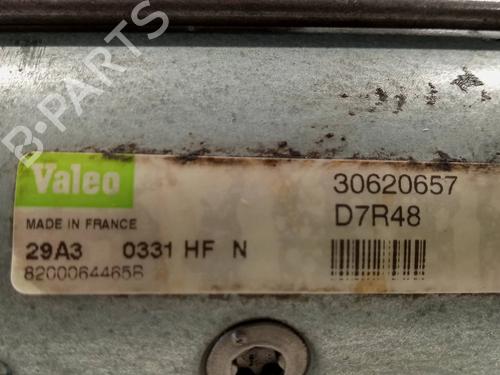 B-PARTS
Valeo
30620657
D7R48
MADE IN FRANCE
29A3 0331 HF N
8200064465B